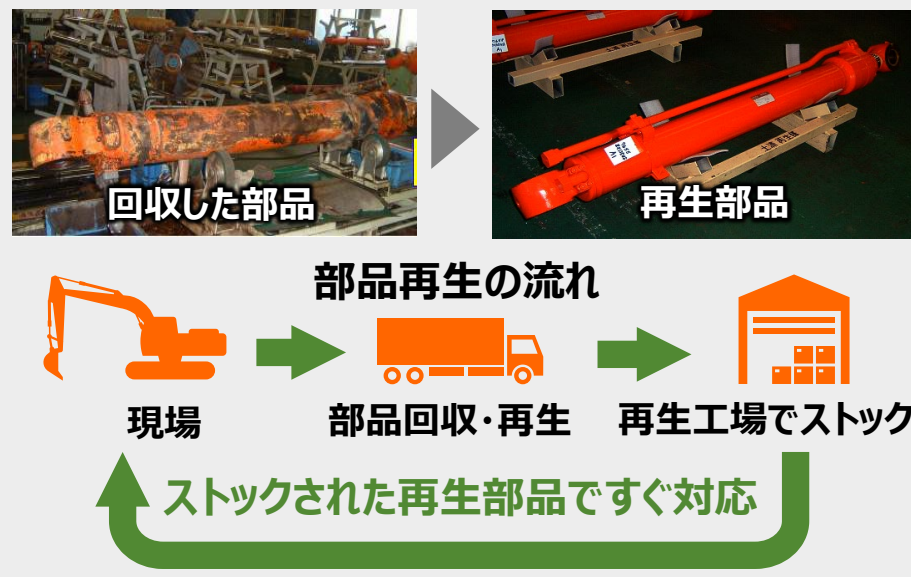 回収した部品
再生部品
部品再生の流れ
現場
部品回収・再生
再生工場でストック
ストックされた再生部品ですぐ対応